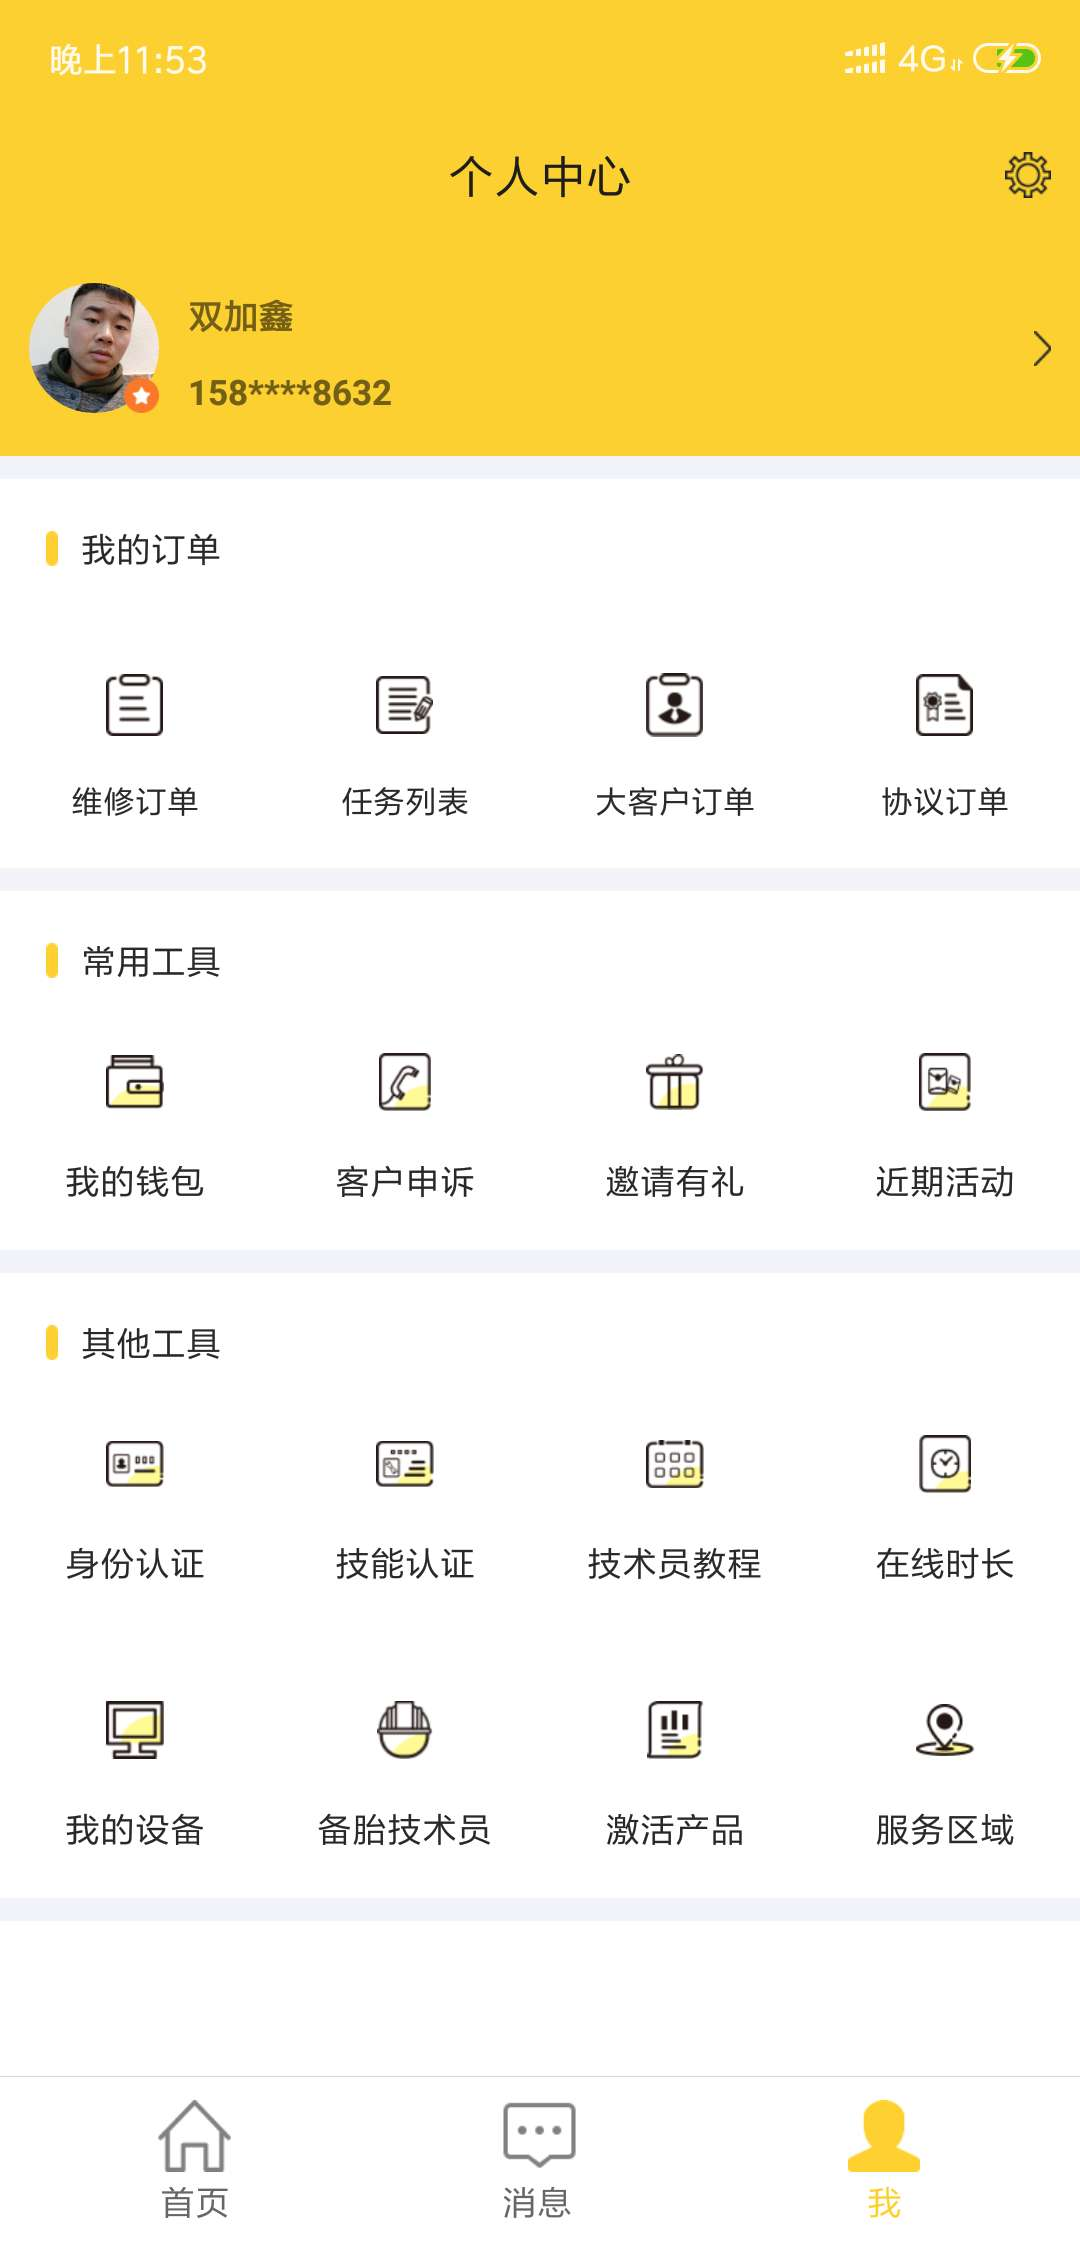 晚上11:53 4G
个人中心
双加鑫
158****8632
我的订单
维修订单 任务列表 大客户订单 协议订单
常用工具
我的钱包 客户申诉 邀请有礼 近期活动
其他工具
身份认证 技能认证 技术员教程 在线时长
我的设备 备胎技术员 激活产品 服务区域
首页 消息 我